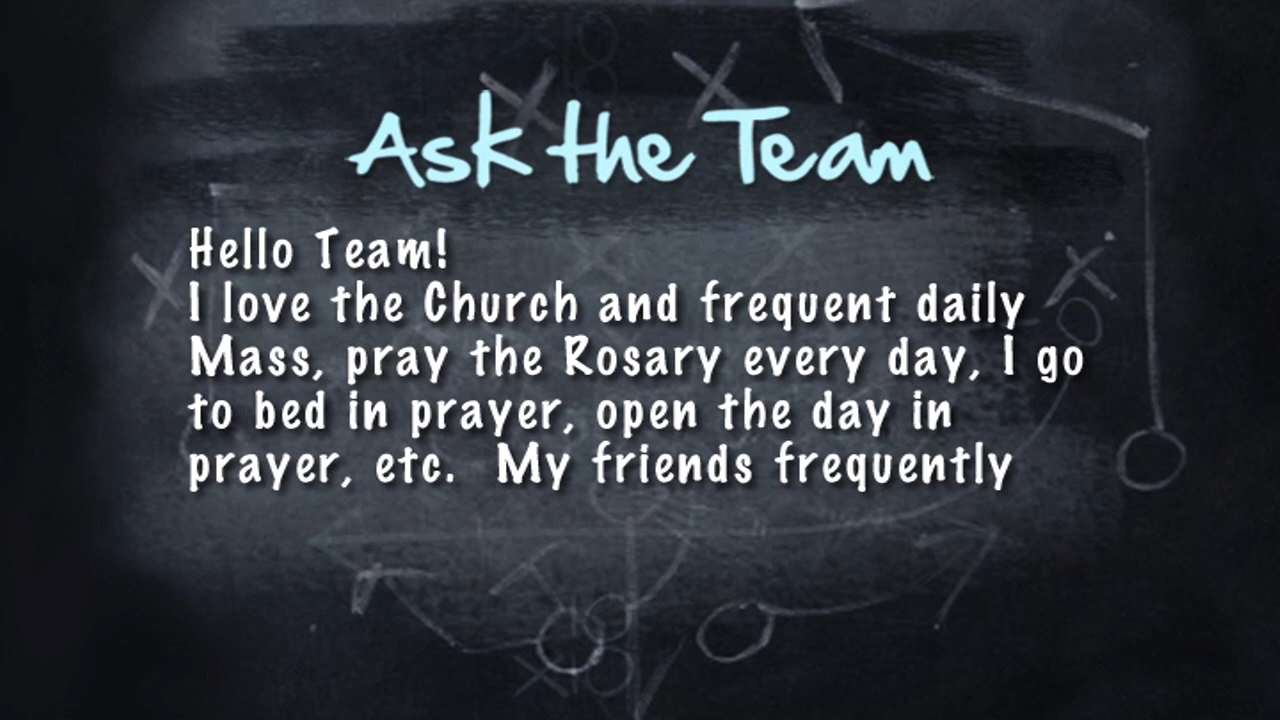 Ask the Team
Hello Team!
I love the Church and frequent daily
Mass, pray the Rosary every day, I go
to bed in prayer, open the day in
prayer, etc.  My friends frequently